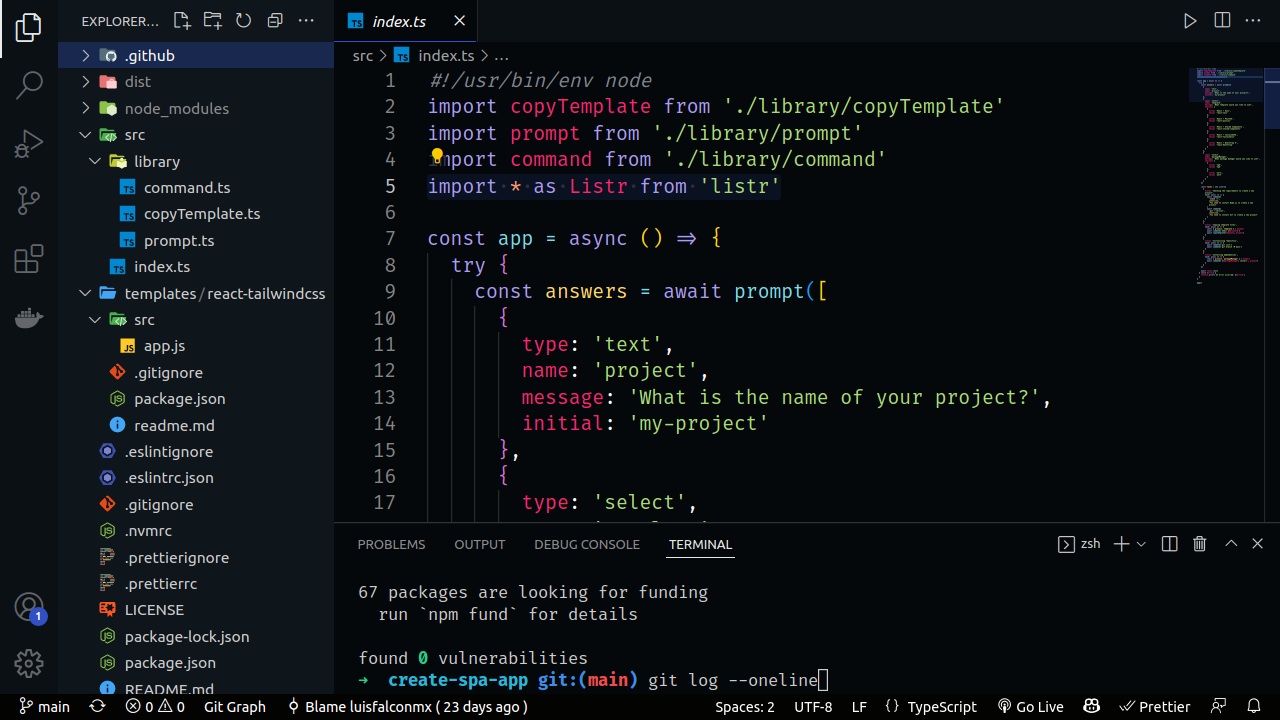 EXPLORER...
.github
dist
node_modules
src
library
command.ts
copyTemplate.ts
prompt.ts
index.ts
templates/react-tailwindcss
src
app.js
.gitignore
package.json
readme.md
.eslintignore
.eslintrc.json
.gitignore
.nvmrc
.prettierignore
.prettierrc
LICENSE
package-lock.json
package.json
README.md
1
TS index.ts
src > TS index.ts > ...
1 #!/usr/bin/env node
2 import copyTemplate from './library/copyTemplate'
3 import prompt from './library/prompt'
4 import command from './library/command'
5 import * as Listr from 'listr'
6
7 const app = async () => {
8 try {
9 const answers = await prompt([
10 {
11 type: 'text',
12 name: 'project',
13 message: 'What is the name of your project?',
14 initial: 'my-project'
15 },
16 {
17 type: 'select',
PROBLEMS OUTPUT DEBUG CONSOLE TERMINAL zsh
67 packages are looking for funding
run `npm fund` for details
found 0 vulnerabilities
→ create-spa-app git:(main) git log --oneline
main 0 0 Git Graph Blame luisfalconmx ( 23 days ago ) Spaces: 2 UTF-8 LF {} TypeScript Go Live Prettier